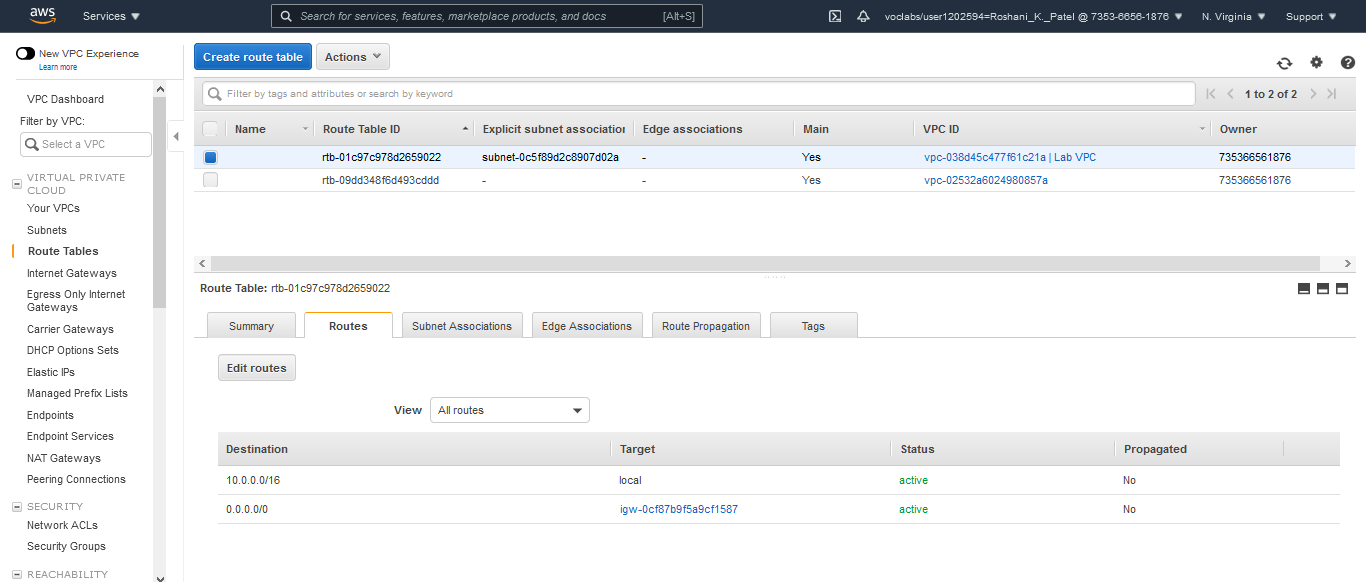 aws Services Search for services, features, marketplace products, and docs [Alt+S] voclabs/user1202594=Roshani_K._Patel @ 7353-6656-1876 N. Virginia Support
New VPC Experience
Learn more
VPC Dashboard
Filter by VPC:
Select a VPC
VIRTUAL PRIVATE
CLOUD
Your VPCs
Subnets
Route Tables
Internet Gateways
Egress Only Internet
Gateways
Carrier Gateways
DHCP Options Sets
Elastic IPs
Managed Prefix Lists
Endpoints
Endpoint Services
NAT Gateways
Peering Connections
SECURITY
Network ACLs
Security Groups
REACHABILITY
Create route table Actions
Filter by tags and attributes or search by keyword 1 to 2 of 2
Name Route Table ID Explicit subnet association Edge associations Main VPC ID Owner
rtb-01c97c978d2659022 subnet-0c5f89d2c8907d02a - Yes vpc-038d45c477f61c21a | Lab VPC 735366561876
rtb-09dd348f6d493cddd - - Yes vpc-02532a6024980857a 735366561876
Route Table: rtb-01c97c978d2659022
Summary Routes Subnet Associations Edge Associations Route Propagation Tags
Edit routes
View All routes
Destination Target Status Propagated
10.0.0.0/16 local active No
0.0.0.0/0 igw-0cf87b9f5a9cf1587 active No